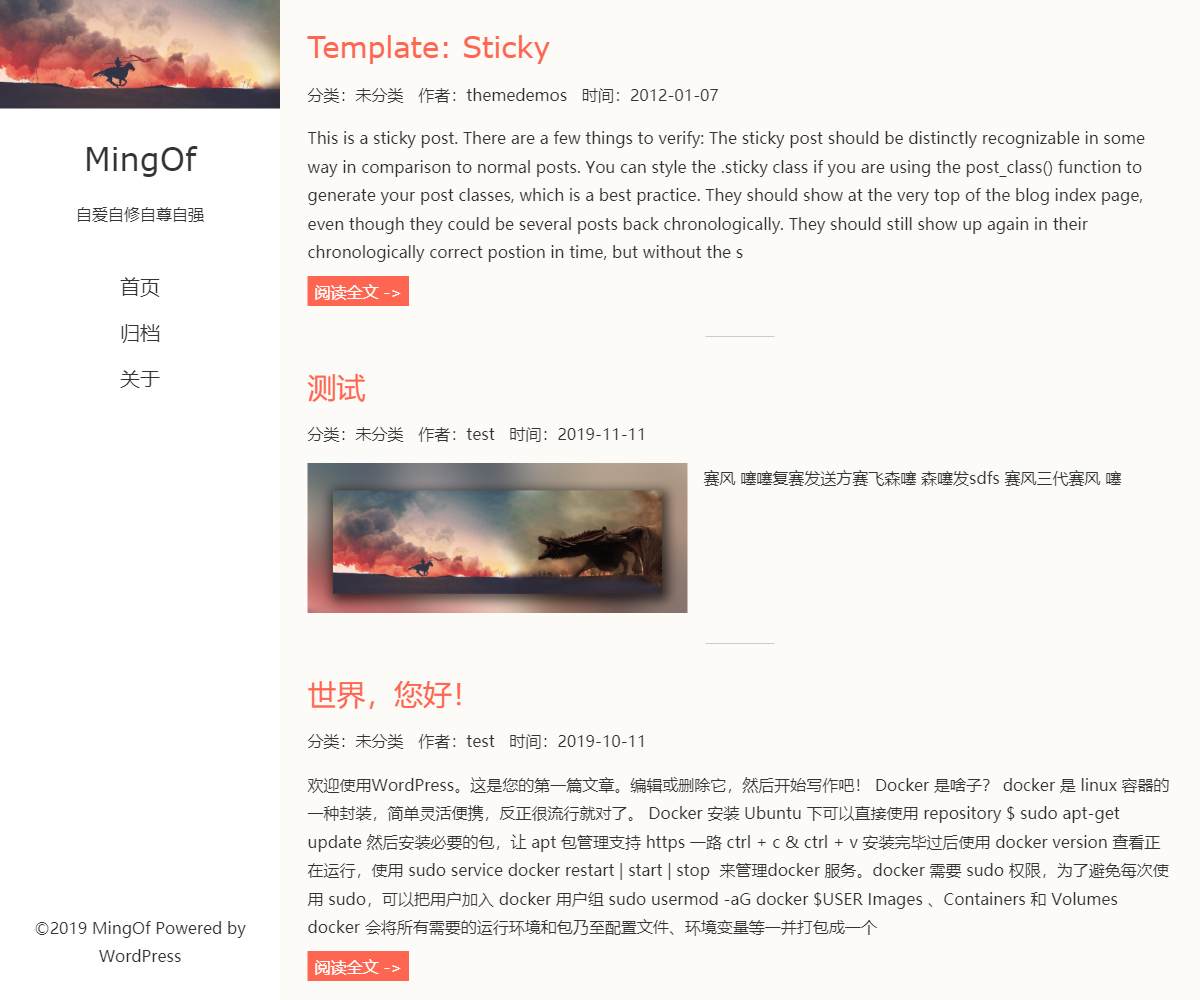 MingOf
自爱自修自尊自强
首页
归档
关于
©2019 MingOf Powered by
WordPress
Template: Sticky
分类：未分类 作者：themedemos 时间：2012-01-07
This is a sticky post. There are a few things to verify: The sticky post should be distinctly recognizable in some
way in comparison to normal posts. You can style the .sticky class if you are using the post_class() function to
generate your post classes, which is a best practice. They should show at the very top of the blog index page,
even though they could be several posts back chronologically. They should still show up again in their
chronologically correct postion in time, but without the s
阅读全文 ->
测试
分类：未分类 作者：test 时间：2019-11-11
赛风 噻噻复赛发送方赛飞森噻 森噻发sdfs 赛风三代赛风 噻
世界，您好！
分类：未分类 作者：test 时间：2019-10-11
欢迎使用WordPress。这是您的第一篇文章。编辑或删除它，然后开始写作吧！ Docker 是啥子？ docker 是 linux 容器的
一种封装，简单灵活便携，反正很流行就对了。 Docker 安装 Ubuntu 下可以直接使用 repository $ sudo apt-get
update 然后安装必要的包，让 apt 包管理支持 https 一路 ctrl + c & ctrl + v 安装完毕过后使用 docker version 查看正
在运行，使用 sudo service docker restart | start | stop 来管理docker 服务。docker 需要 sudo 权限，为了避免每次使
用 sudo，可以把用户加入 docker 用户组 sudo usermod -aG docker $USER Images 、Containers 和 Volumes
docker 会将所有需要的运行环境和包乃至配置文件、环境变量等一并打包成一个
阅读全文 ->